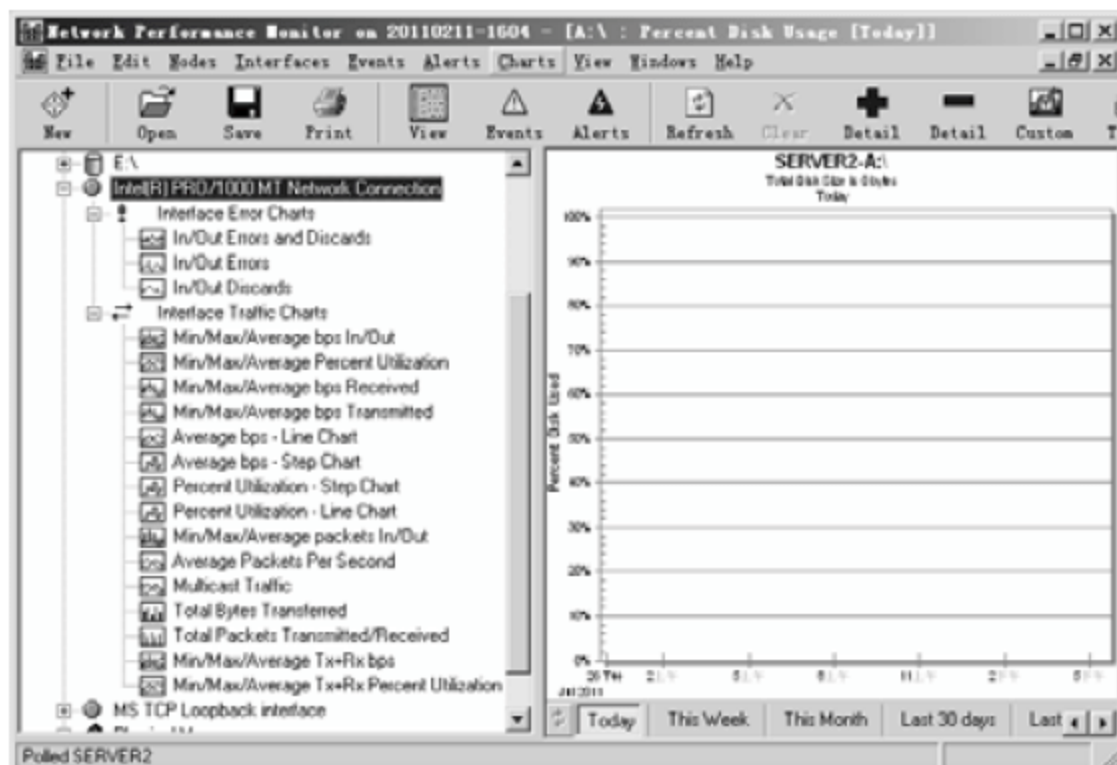 Network Performance Monitor on 20110211-1604 - [A:\ : Percent Disk Usage [Today]]
File Edit Nodes Interfaces Events Alerts Charts View Windows Help
New Open Save Print View Events Alerts Refresh Clear Detail Detail Custom T
E:\
Intel(R) PRO/1000 MT Network Connection
Interface Error Charts
In/Out Errors and Discards
In/Out Errors
In/Out Discards
Interface Traffic Charts
Min/Max/Average bps In/Out
Min/Max/Average Percent Utilization
Min/Max/Average bps Received
Min/Max/Average bps Transmitted
Average bps - Line Chart
Average bps - Step Chart
Percent Utilization - Step Chart
Percent Utilization - Line Chart
Min/Max/Average packets In/Out
Average Packets Per Second
Multicast Traffic
Total Bytes Transferred
Total Packets Transmitted/Received
Min/Max/Average Tx+Rx bps
Min/Max/Average Tx+Rx Percent Utilization
MS TCP Loopback interface
SERVER2-A:\
Total Disk Size is 0 bytes
Today
Percent Disk Used
100%
90%
80%
70%
60%
50%
40%
30%
20%
10%
0%
Today This Week This Month Last 30 days Last
Polled SERVER2